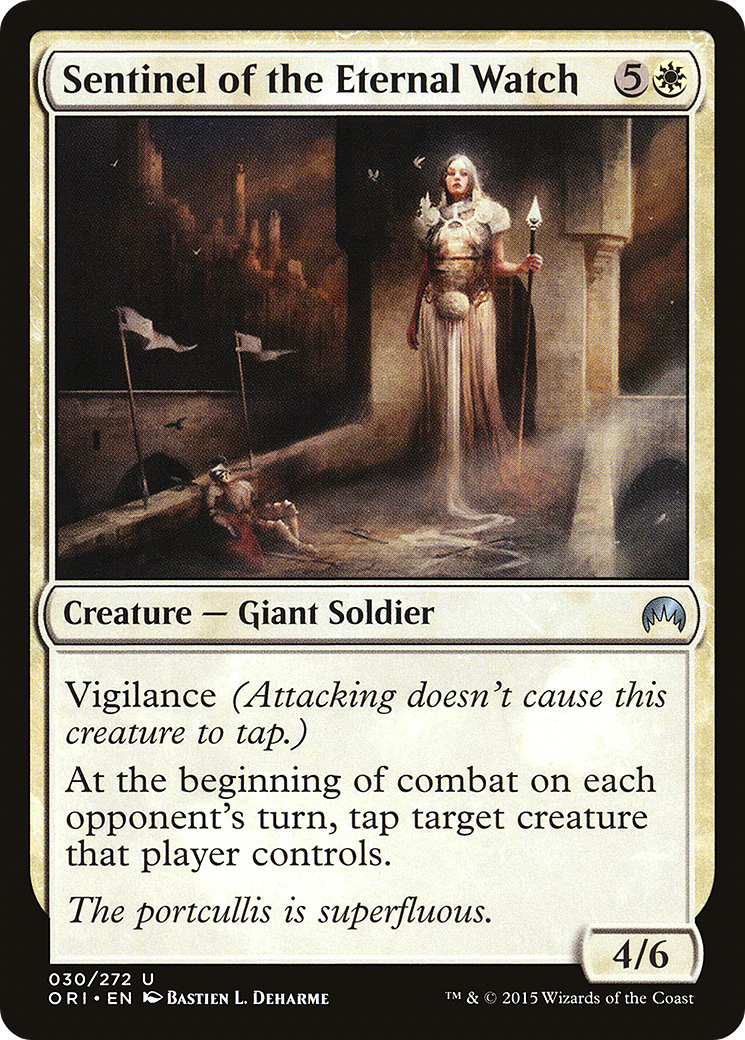 Sentinel of the Eternal Watch 5
Creature — Giant Soldier
Vigilance (Attacking doesn't cause this
creature to tap.)
At the beginning of combat on each
opponent's turn, tap target creature
that player controls.
The portcullis is superfluous.
4/6
030/272 U
ORI • EN Bastien L. Deharme
™ & © 2015 Wizards of the Coast